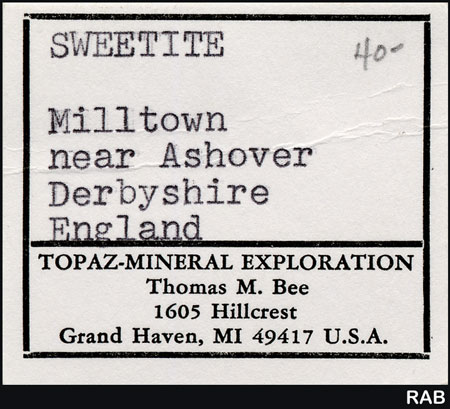 SWEETITE
40-
Milltown
near Ashover
Derbyshire
England
TOPAZ-MINERAL EXPLORATION
Thomas M. Bee
1605 Hillcrest
Grand Haven, MI 49417 U.S.A.
RAB